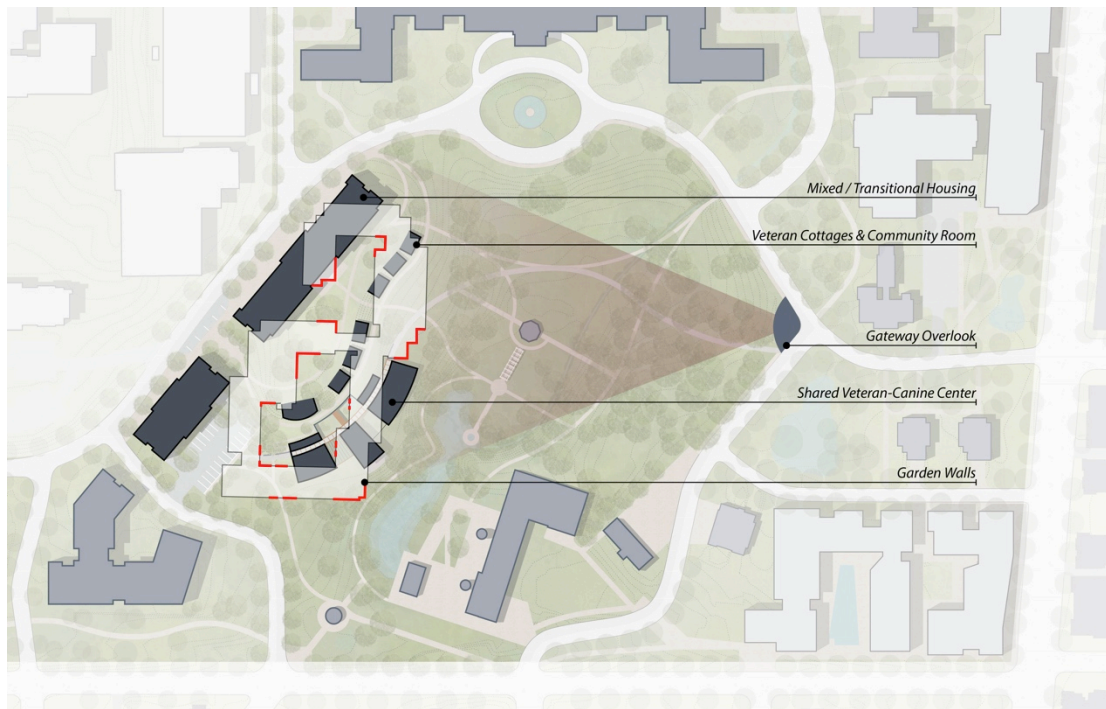 Mixed / Transitional Housing
Veteran Cottages & Community Room
Gateway Overlook
Shared Veteran-Canine Center
Garden Walls